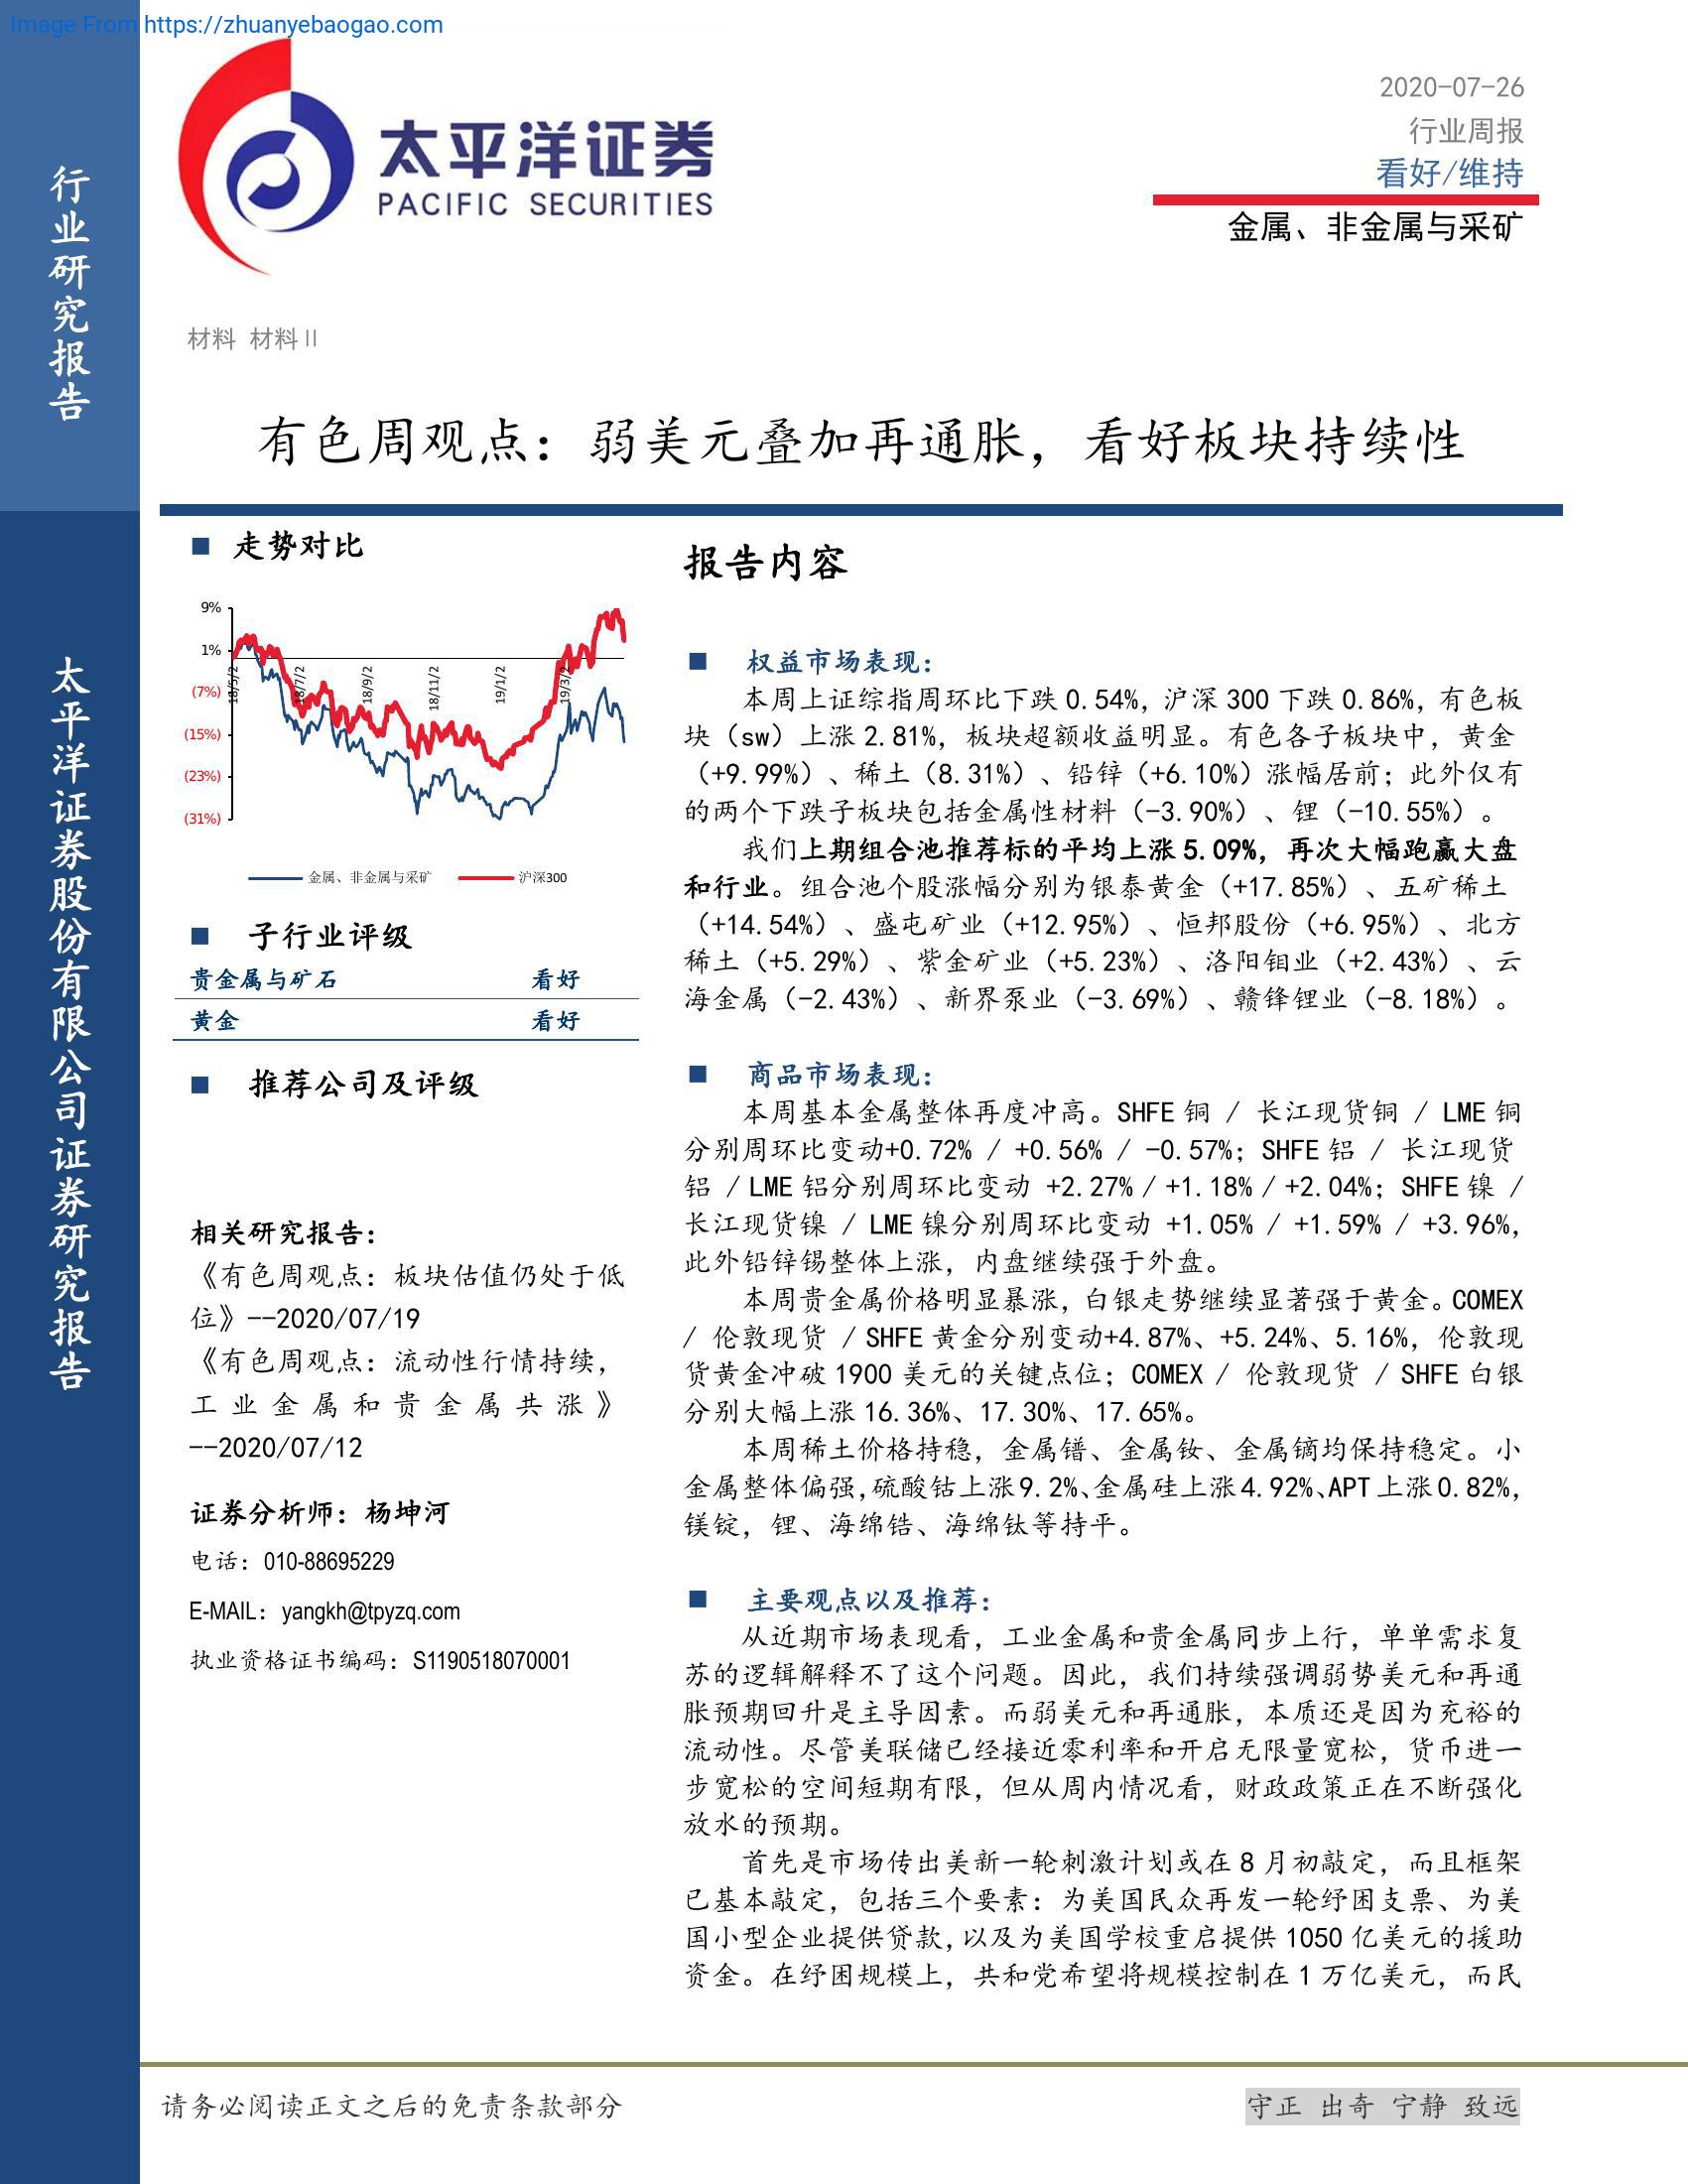 Image From https://zhuanyebaogao.com
行业研究报告
太平洋证券股份有限公司证券研究报告
太平洋证券
PACIFIC SECURITIES
2020-07-26
行业周报
看好/维持
金属、非金属与采矿
材料 材料Ⅱ
有色周观点：弱美元叠加再通胀，看好板块持续性
■ 走势对比
9%
1%
(7%)
(15%)
(23%)
(31%)
18/5/2
18/7/2
18/9/2
18/11/2
19/1/2
19/3/2
金属、非金属与采矿 沪深300
■ 子行业评级
贵金属与矿石 看好
黄金 看好
■ 推荐公司及评级
相关研究报告：
《有色周观点：板块估值仍处于低
位》--2020/07/19
《有色周观点：流动性行情持续，
工业金属和贵金属共涨》
--2020/07/12
证券分析师：杨坤河
电话：010-88695229
E-MAIL：yangkh@tpyzq.com
执业资格证书编码：S1190518070001
报告内容
■ 权益市场表现：
本周上证综指周环比下跌 0.54%，沪深 300 下跌 0.86%，有色板
块（sw）上涨 2.81%，板块超额收益明显。有色各子板块中，黄金
（+9.99%）、稀土（8.31%）、铅锌（+6.10%）涨幅居前；此外仅有
的两个下跌子板块包括金属性材料（-3.90%）、锂（-10.55%）。
我们上期组合池推荐标的平均上涨 5.09%，再次大幅跑赢大盘
和行业。组合池个股涨幅分别为银泰黄金（+17.85%）、五矿稀土
（+14.54%）、盛屯矿业（+12.95%）、恒邦股份（+6.95%）、北方
稀土（+5.29%）、紫金矿业（+5.23%）、洛阳钼业（+2.43%）、云
海金属（-2.43%）、新界泵业（-3.69%）、赣锋锂业（-8.18%）。
■ 商品市场表现：
本周基本金属整体再度冲高。SHFE 铜 / 长江现货铜 / LME 铜
分别周环比变动+0.72% / +0.56% / -0.57%；SHFE 铝 / 长江现货
铝 / LME 铝分别周环比变动 +2.27% / +1.18% / +2.04%；SHFE 镍 /
长江现货镍 / LME 镍分别周环比变动 +1.05% / +1.59% / +3.96%，
此外铅锌锡整体上涨，内盘继续强于外盘。
本周贵金属价格明显暴涨，白银走势继续显著强于黄金。COMEX
/ 伦敦现货 / SHFE 黄金分别变动+4.87%、+5.24%、5.16%，伦敦现
货黄金冲破 1900 美元的关键点位；COMEX / 伦敦现货 / SHFE 白银
分别大幅上涨 16.36%、17.30%、17.65%。
本周稀土价格持稳，金属镨、金属钕、金属镝均保持稳定。小
金属整体偏强，硫酸钴上涨 9.2%、金属硅上涨 4.92%、APT 上涨 0.82%，
镁锭，锂、海绵锆、海绵钛等持平。
■ 主要观点以及推荐：
从近期市场表现看，工业金属和贵金属同步上行，单单需求复
苏的逻辑解释不了这个问题。因此，我们持续强调弱势美元和再通
胀预期回升是主导因素。而弱美元和再通胀，本质还是因为充裕的
流动性。尽管美联储已经接近零利率和开启无限量宽松，货币进一
步宽松的空间短期有限，但从周内情况看，财政政策正在不断强化
放水的预期。
首先是市场传出美新一轮刺激计划或在 8 月初敲定，而且框架
已基本敲定，包括三个要素：为美国民众再发一轮纾困支票、为美
国小型企业提供贷款，以及为美国学校重启提供 1050 亿美元的援助
资金。在纾困规模上，共和党希望将规模控制在 1 万亿美元，而民
请务必阅读正文之后的免责条款部分
守正 出奇 宁静 致远